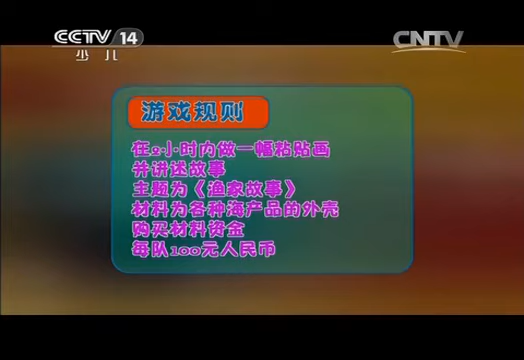 CCTV 14
少儿
CNTV
游戏规则
在2小时内做一幅粘贴画
并讲述故事
主题为《渔家故事》
材料为各种海产品的外壳
购买材料资金
每队100元人民币